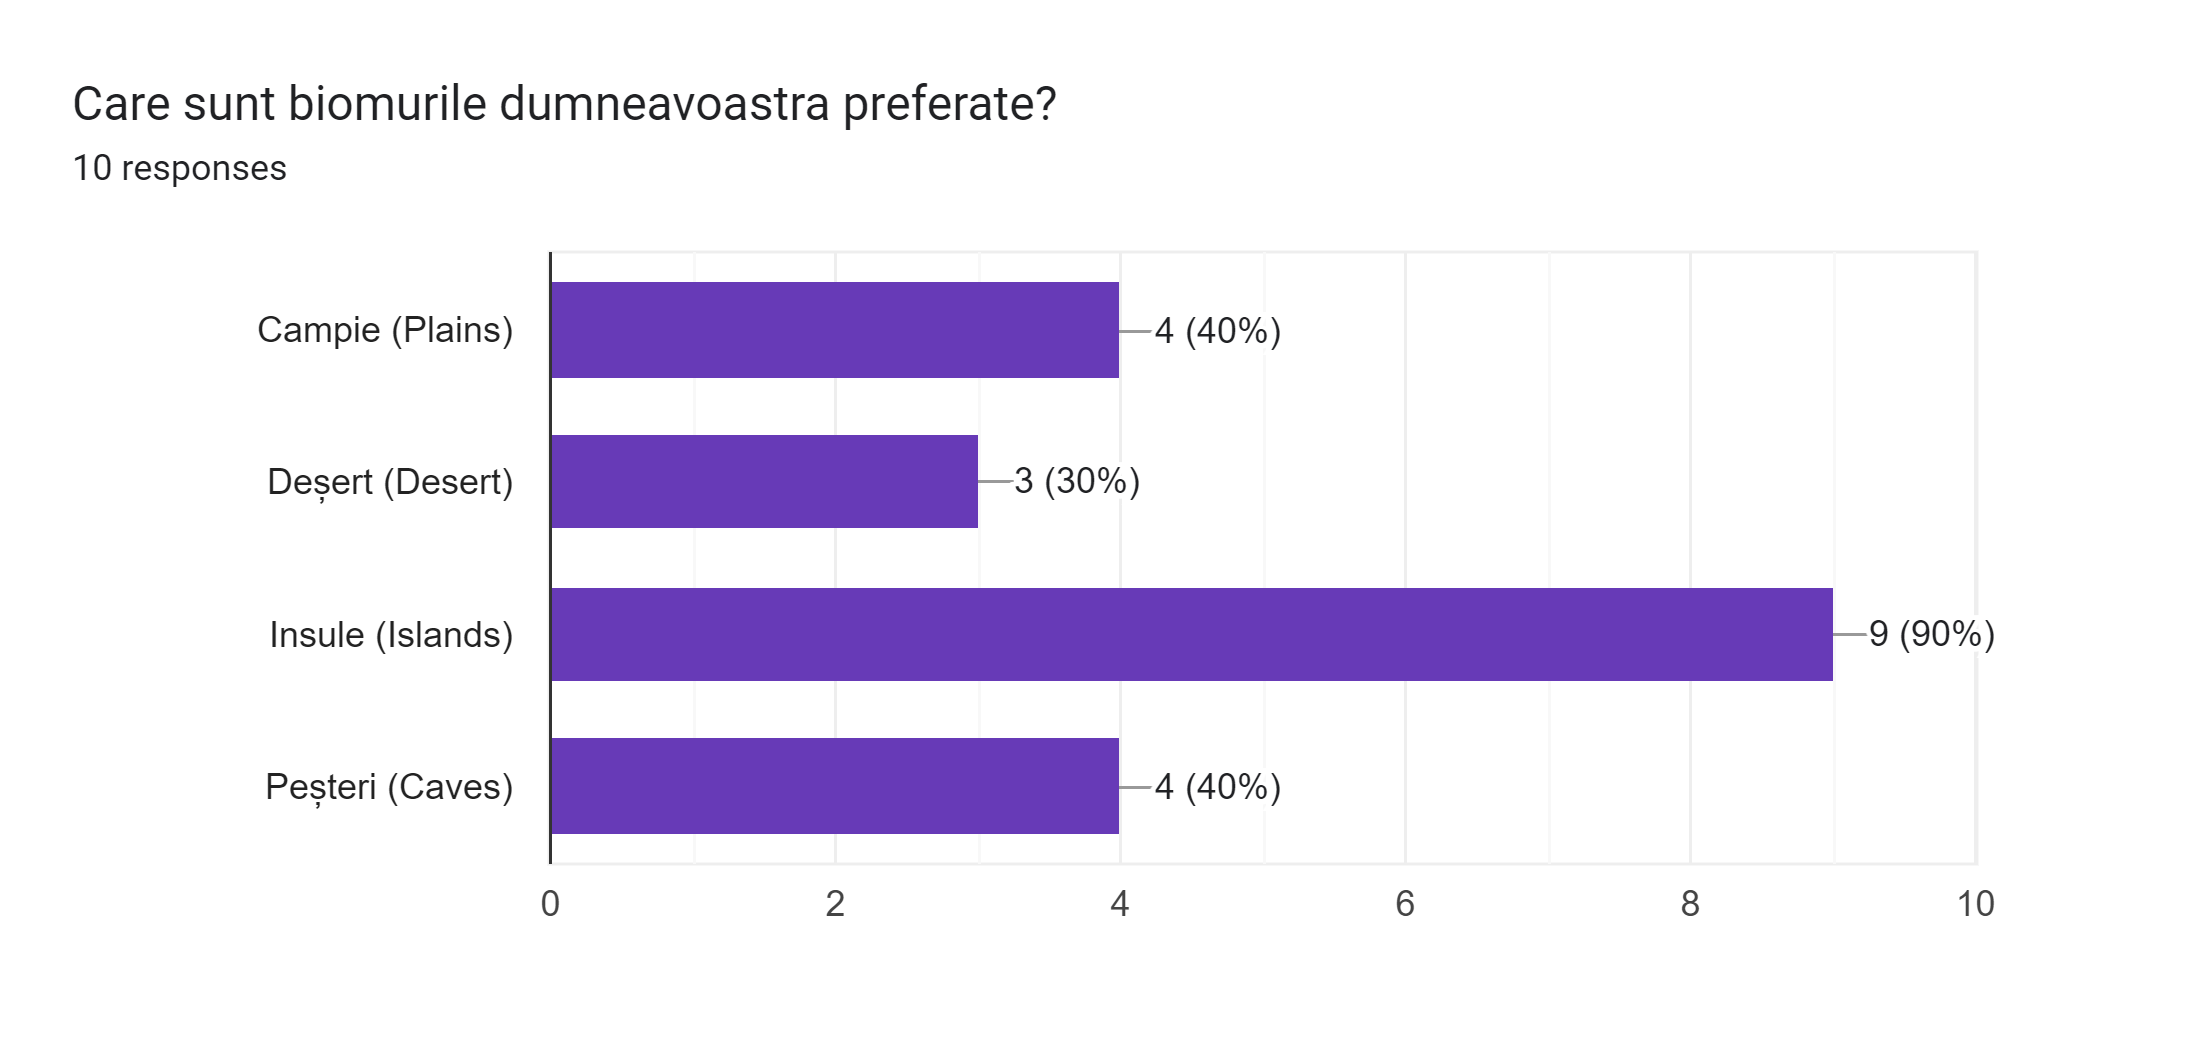 Care sunt biomurile dumneavoastra preferate?
10 responses
Campie (Plains)
4 (40%)
Deșert (Desert)
3 (30%)
Insule (Islands)
9 (90%)
Peșteri (Caves)
4 (40%)
0 2 4 6 8 10